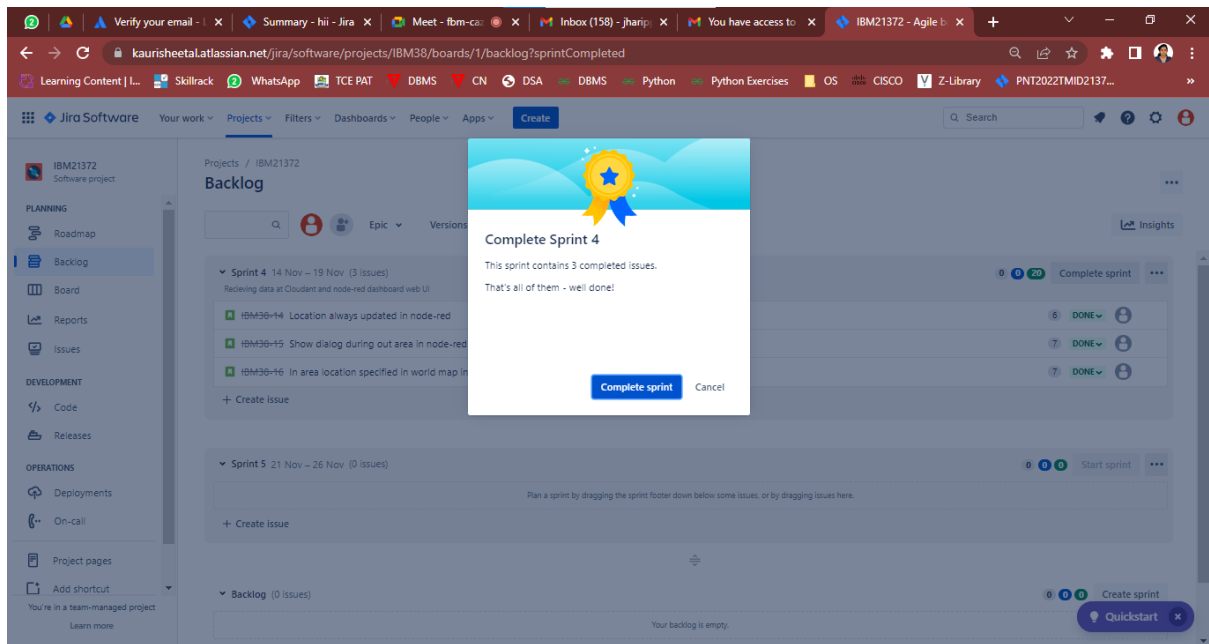 Verify your email - L
Summary - hii - Jira
Meet - fbm-caz
Inbox (158) - jharip
You have access to
IBM21372 - Agile b
kaurisheetal.atlassian.net/jira/software/projects/IBM38/boards/1/backlog?sprintCompleted
Learning Content | I...
Skillrack
WhatsApp
TCE PAT
DBMS
CN
DSA
DBMS
Python
Python Exercises
OS
CISCO
Z-Library
PNT2022TMID2137...
»
Jira Software
Your work
Projects
Filters
Dashboards
People
Apps
Create
Search
IBM21372
Software project
PLANNING
Roadmap
Backlog
Board
Reports
Issues
DEVELOPMENT
Code
Releases
OPERATIONS
Deployments
On-call
Project pages
Add shortcut
You're in a team-managed project
Learn more
Projects / IBM21372
Backlog
Epic
Versions
Insights
Sprint 4 14 Nov – 19 Nov (3 issues)
0 0 20 Complete sprint
Recieving data at Cloudant and node-red dashboard web UI
IBM38-14 Location always updated in node-red
6 DONE
IBM38-15 Show dialog during out area in node-red
7 DONE
IBM38-16 In area location specified in world map in
7 DONE
+ Create issue
Complete Sprint 4
This sprint contains 3 completed issues.
That's all of them - well done!
Complete sprint
Cancel
Sprint 5 21 Nov – 26 Nov (0 issues)
0 0 0 Start sprint
Plan a sprint by dragging the sprint footer down below some issues, or by dragging issues here.
+ Create issue
Backlog (0 issues)
0 0 0 Create sprint
Your backlog is empty.
Quickstart